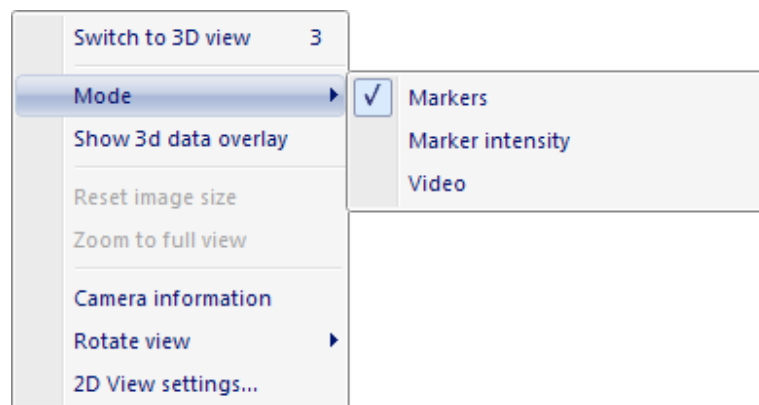 Switch to 3D view 3
Mode
Show 3d data overlay
Reset image size
Zoom to full view
Camera information
Rotate view
2D View settings...
Markers
Marker intensity
Video